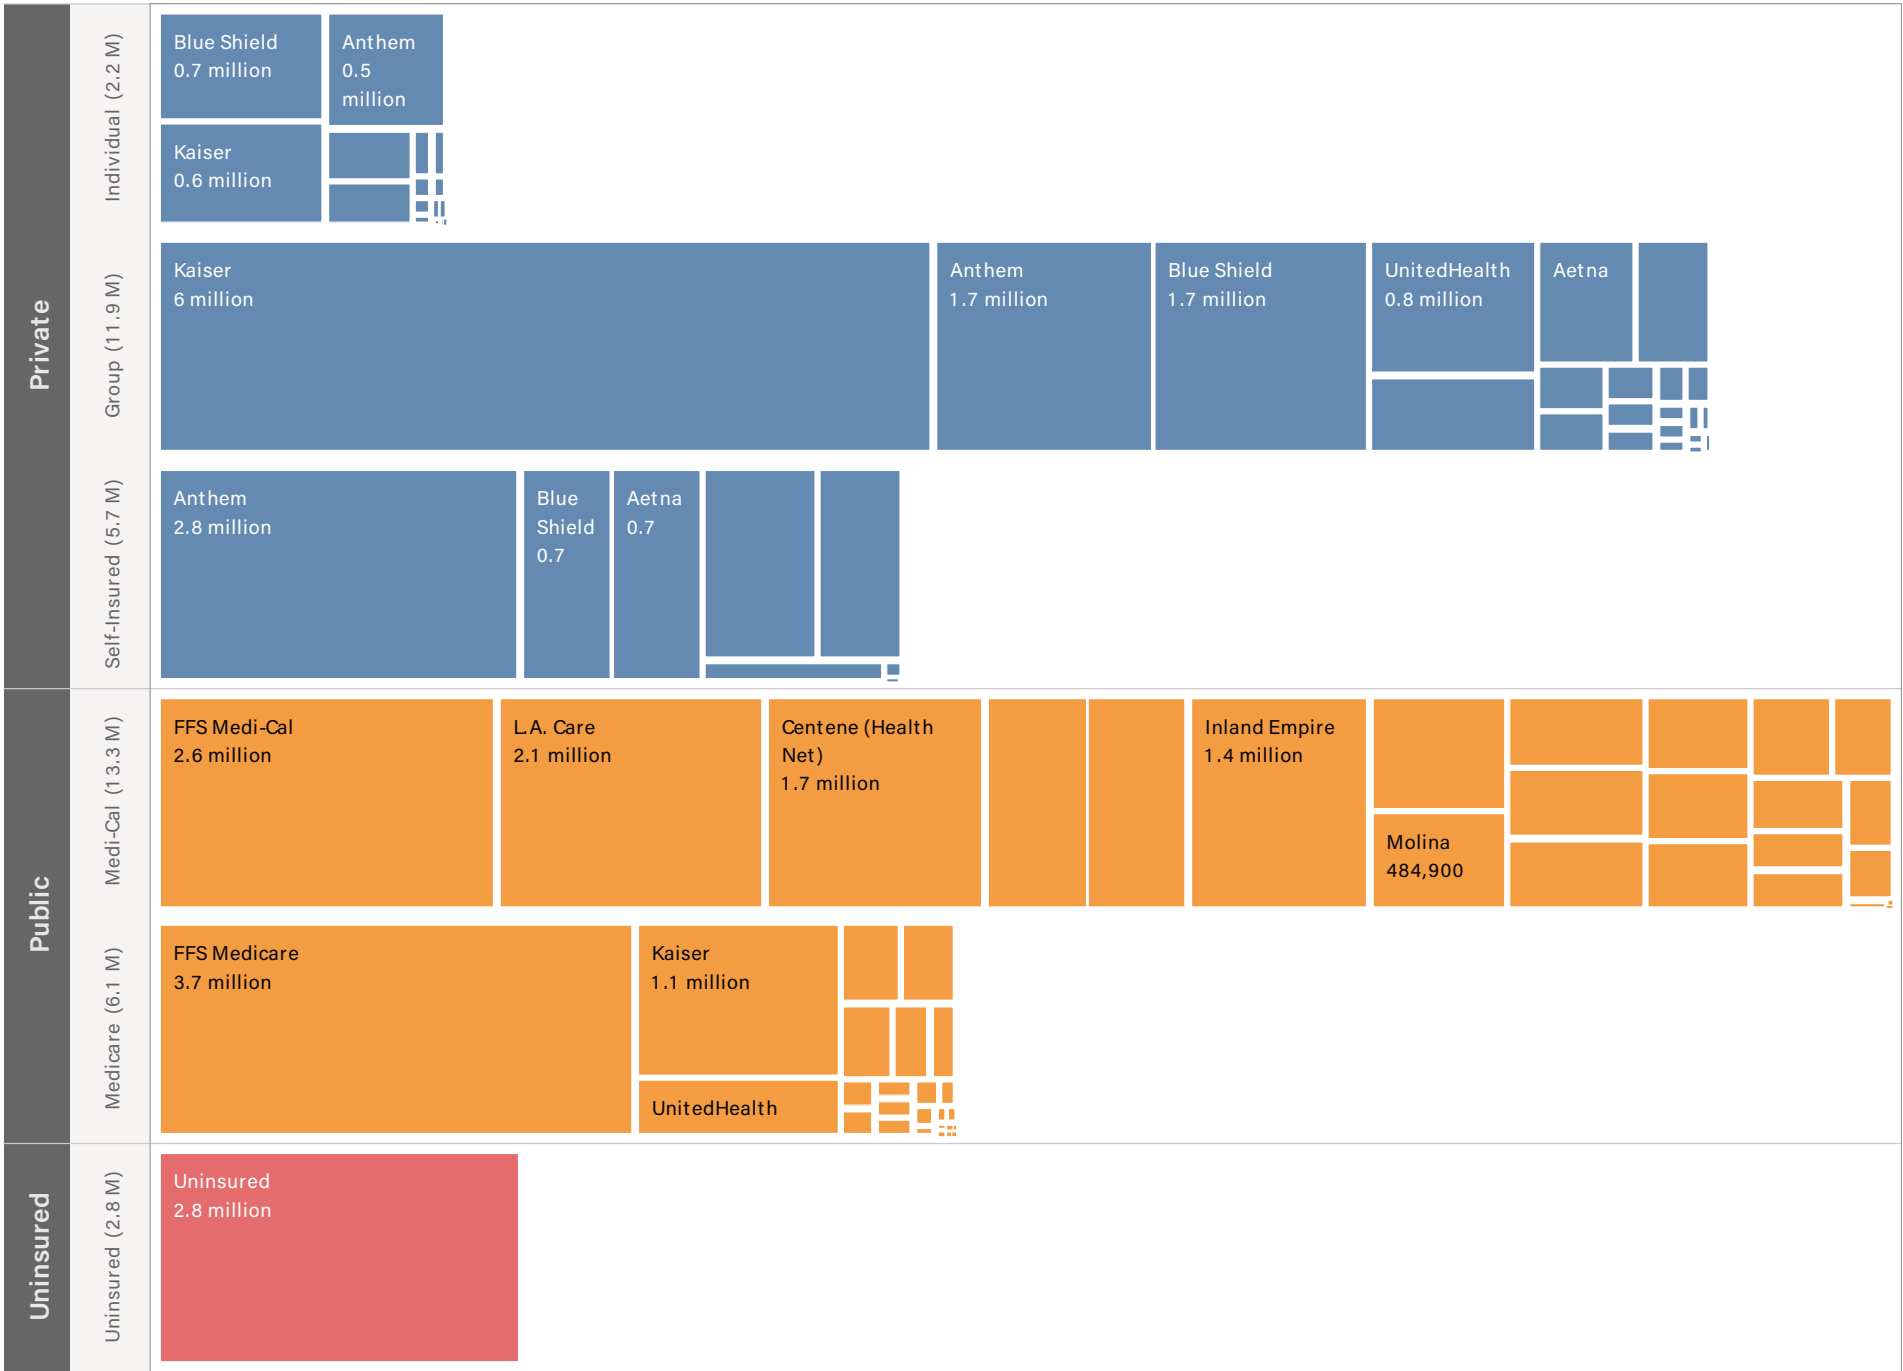 Private
Individual (2.2 M)
Blue Shield
0.7 million
Anthem
0.5
million
Kaiser
0.6 million
Group (11.9 M)
Kaiser
6 million
Anthem
1.7 million
Blue Shield
1.7 million
UnitedHealth
0.8 million
Aetna
Self-Insured (5.7 M)
Anthem
2.8 million
Blue
Shield
0.7
Aetna
0.7
Public
Medi-Cal (13.3 M)
FFS Medi-Cal
2.6 million
L.A. Care
2.1 million
Centene (Health
Net)
1.7 million
Inland Empire
1.4 million
Molina
484,900
Medicare (6.1 M)
FFS Medicare
3.7 million
Kaiser
1.1 million
UnitedHealth
Uninsured
Uninsured (2.8 M)
Uninsured
2.8 million